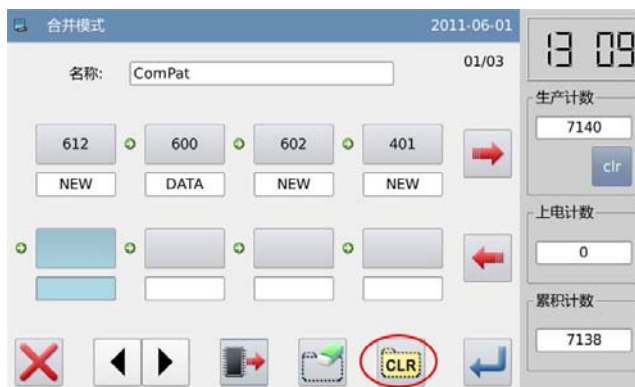 合并模式 2011-06-01
13 09
名称: ComPat 01/03
生产计数
7140
clr
612 600 602 401
NEW DATA NEW NEW
上电计数
0
累积计数
7138
CLR